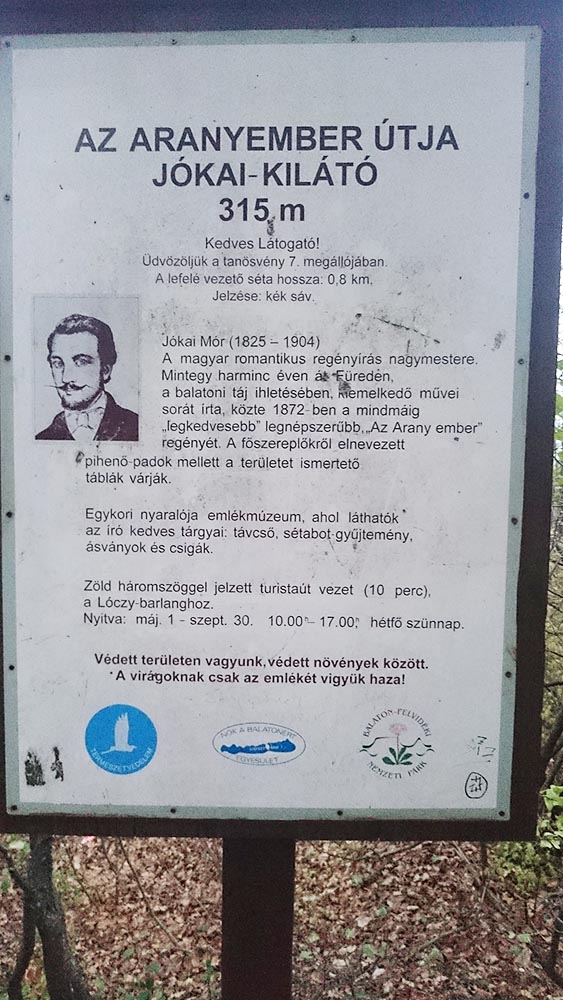 AZ ARANYEMBER ÚTJA
JÓKAI-KILÁTÓ
315 m
Kedves Látogató!
Üdvözöljük a tanösvény 7. megállójában.
A lefelé vezető séta hossza: 0,8 km,
Jelzése: kék sáv.
Jókai Mór (1825 – 1904)
A magyar romantikus regényírás nagymestere.
Mintegy harminc éven át Füreden,
a balatoni táj ihletésében, kiemelkedő művei
sorát írta, közte 1872-ben a mindmáig
„legkedvesebb” legnépszerűbb „Az Arany ember”
regényét. A főszereplőkről elnevezett
pihenő-padok mellett a területet ismertető
táblák várják.
Egykori nyaralója emlékmúzeum, ahol láthatók
az író kedves tárgyai: távcső, sétabot-gyűjtemény,
ásványok és csigák.
Zöld háromszöggel jelzett turistaút vezet (10 perc),
a Lóczy-barlanghoz.
Nyitva: máj. 1 - szept. 30. 10.00h– 17.00h hétfő szünnap.
Védett területen vagyunk, védett növények között.
A virágoknak csak az emlékét vigyük haza!
TERMÉSZETVÉDELEM
NŐK A BALATONÉRT
EGYESÜLET
BALATON-FELVIDÉKI
NEMZETI PARK